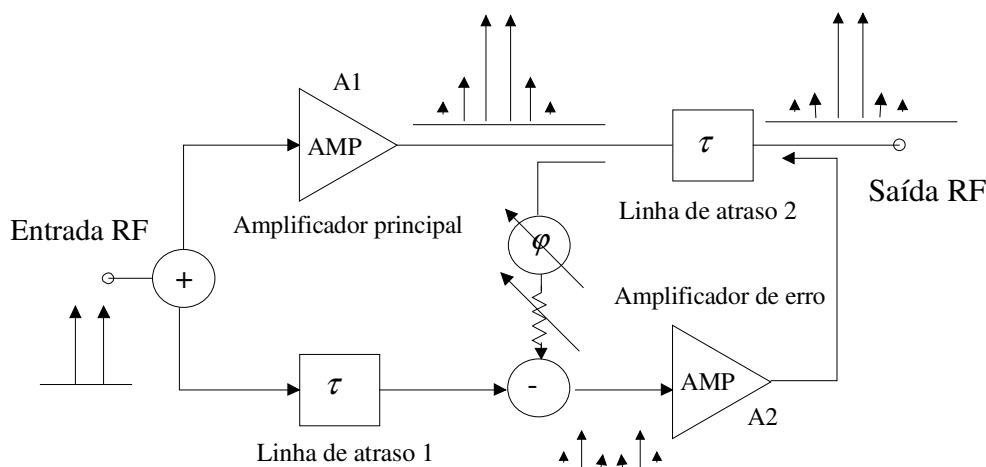 A1
AMP
τ
Saída RF
Linha de atraso 2
Amplificador principal
Entrada RF
φ
+
Amplificador de erro
τ
-
AMP
A2
Linha de atraso 1